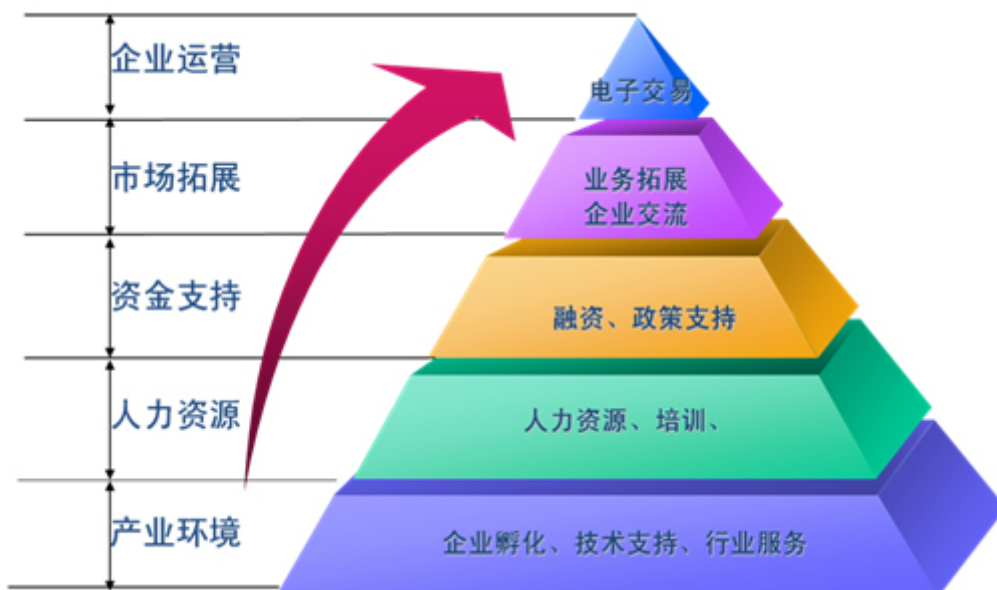 企业运营
电子交易
市场拓展
业务拓展
企业交流
资金支持
融资、政策支持
人力资源
人力资源、培训、
产业环境
企业孵化、技术支持、行业服务